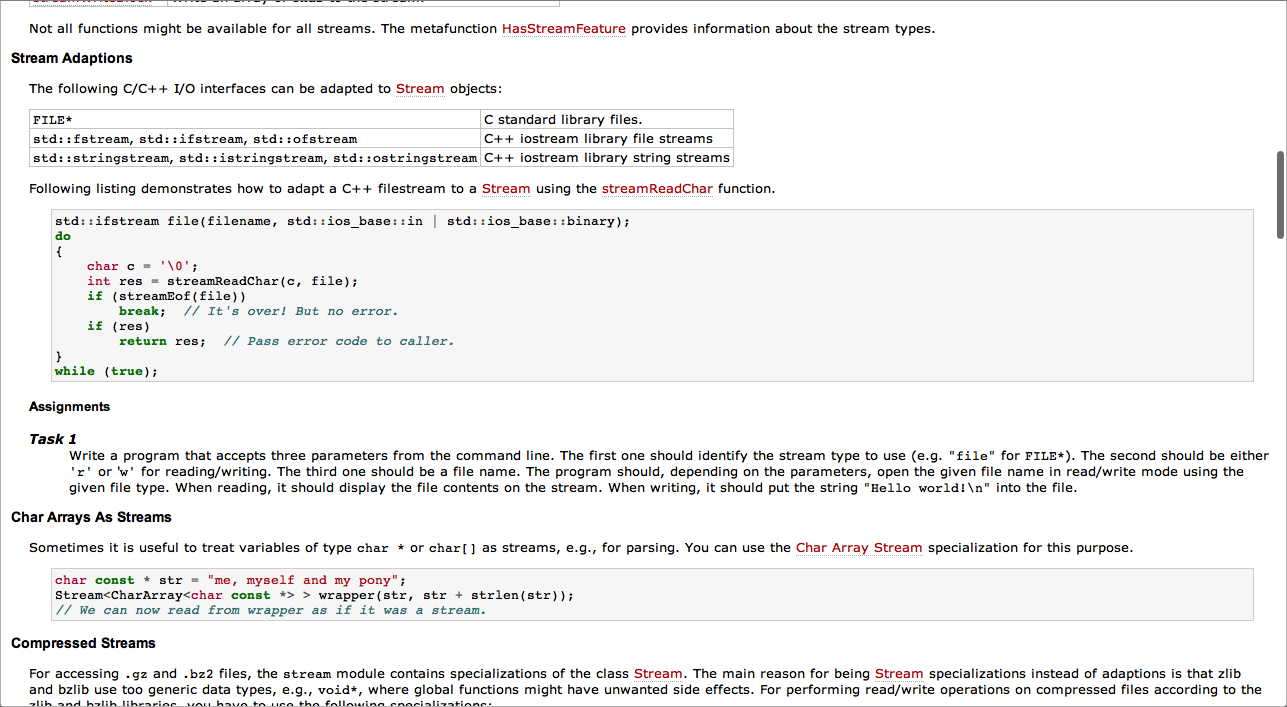 Not all functions might be available for all streams. The metafunction HasStreamFeature provides information about the stream types.
Stream Adaptions
The following C/C++ I/O interfaces can be adapted to Stream objects:
FILE* C standard library files.
std::fstream, std::ifstream, std::ofstream C++ iostream library file streams
std::stringstream, std::istringstream, std::ostringstream C++ iostream library string streams
Following listing demonstrates how to adapt a C++ filestream to a Stream using the streamReadChar function.
std::ifstream file(filename, std::ios_base::in | std::ios_base::binary);
do
{
    char c = '\0';
    int res = streamReadChar(c, file);
    if (streamEof(file))
        break;  // It's over! But no error.
    if (res)
        return res;  // Pass error code to caller.
}
while (true);
Assignments
Task 1
Write a program that accepts three parameters from the command line. The first one should identify the stream type to use (e.g. "file" for FILE*). The second should be either
'r' or 'w' for reading/writing. The third one should be a file name. The program should, depending on the parameters, open the given file name in read/write mode using the
given file type. When reading, it should display the file contents on the stream. When writing, it should put the string "Hello world!\n" into the file.
Char Arrays As Streams
Sometimes it is useful to treat variables of type char * or char[] as streams, e.g., for parsing. You can use the Char Array Stream specialization for this purpose.
char const * str = "me, myself and my pony";
Stream<CharArray<char const *> > wrapper(str, str + strlen(str));
// We can now read from wrapper as if it was a stream.
Compressed Streams
For accessing .gz and .bz2 files, the stream module contains specializations of the class Stream. The main reason for being Stream specializations instead of adaptions is that zlib
and bzlib use too generic data types, e.g., void*, where global functions might have unwanted side effects. For performing read/write operations on compressed files according to the
zlib and bzlib libraries, you have to use the following specializations: